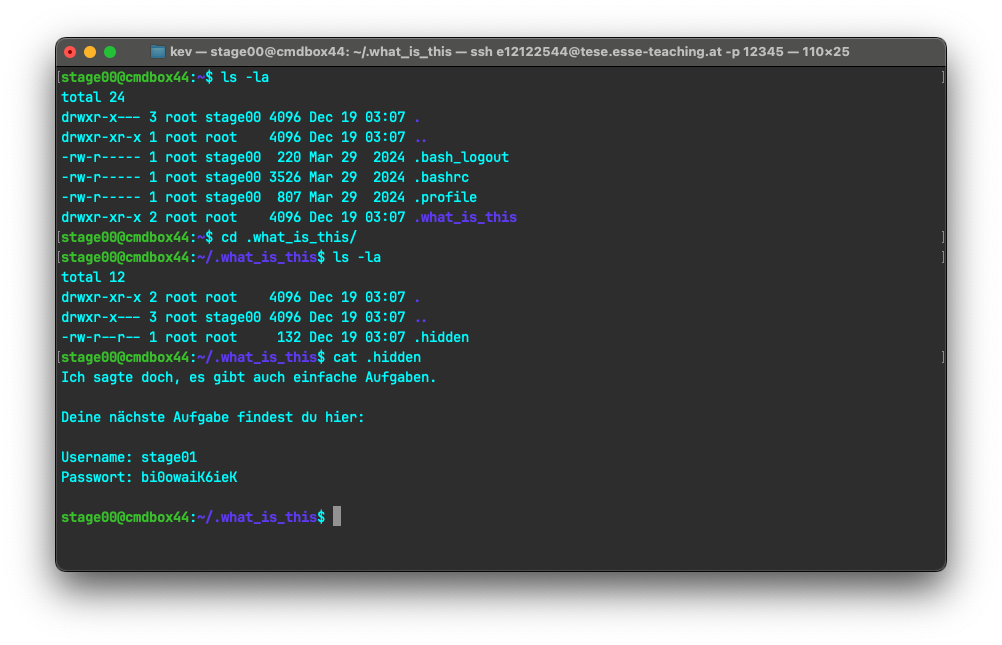 kev — stage00@cmdbox44: ~/.what_is_this — ssh e12122544@tese.esse-teaching.at -p 12345 — 110×25
[stage00@cmdbox44:~$ ls -la ]
total 24
drwxr-x--- 3 root stage00 4096 Dec 19 03:07 .
drwxr-xr-x 1 root root    4096 Dec 19 03:07 ..
-rw-r----- 1 root stage00  220 Mar 29  2024 .bash_logout
-rw-r----- 1 root stage00 3526 Mar 29  2024 .bashrc
-rw-r----- 1 root stage00  807 Mar 29  2024 .profile
drwxr-xr-x 2 root root    4096 Dec 19 03:07 .what_is_this
[stage00@cmdbox44:~$ cd .what_is_this/ ]
[stage00@cmdbox44:~/.what_is_this$ ls -la ]
total 12
drwxr-xr-x 2 root root    4096 Dec 19 03:07 .
drwxr-x--- 3 root stage00 4096 Dec 19 03:07 ..
-rw-r--r-- 1 root root     132 Dec 19 03:07 .hidden
[stage00@cmdbox44:~/.what_is_this$ cat .hidden ]
Ich sagte doch, es gibt auch einfache Aufgaben.
Deine nächste Aufgabe findest du hier:
Username: stage01
Passwort: bi0owaiK6ieK
stage00@cmdbox44:~/.what_is_this$